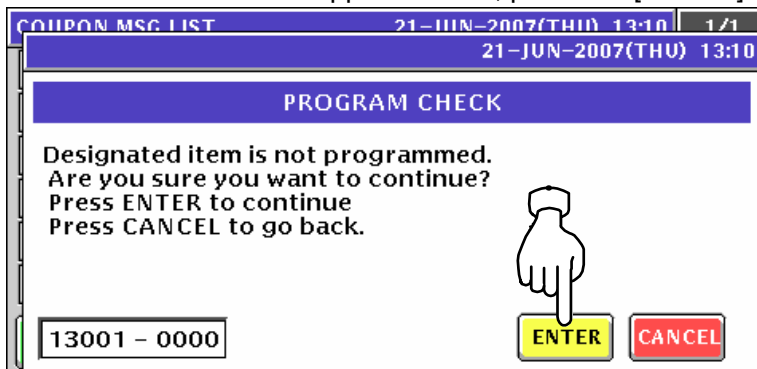 COUPON MSG LIST 21-JUN-2007(THU) 13:10 1/1
21-JUN-2007(THU) 13:10
PROGRAM CHECK
Designated item is not programmed.
Are you sure you want to continue?
Press ENTER to continue
Press CANCEL to go back.
13001 - 0000 ENTER CANCEL